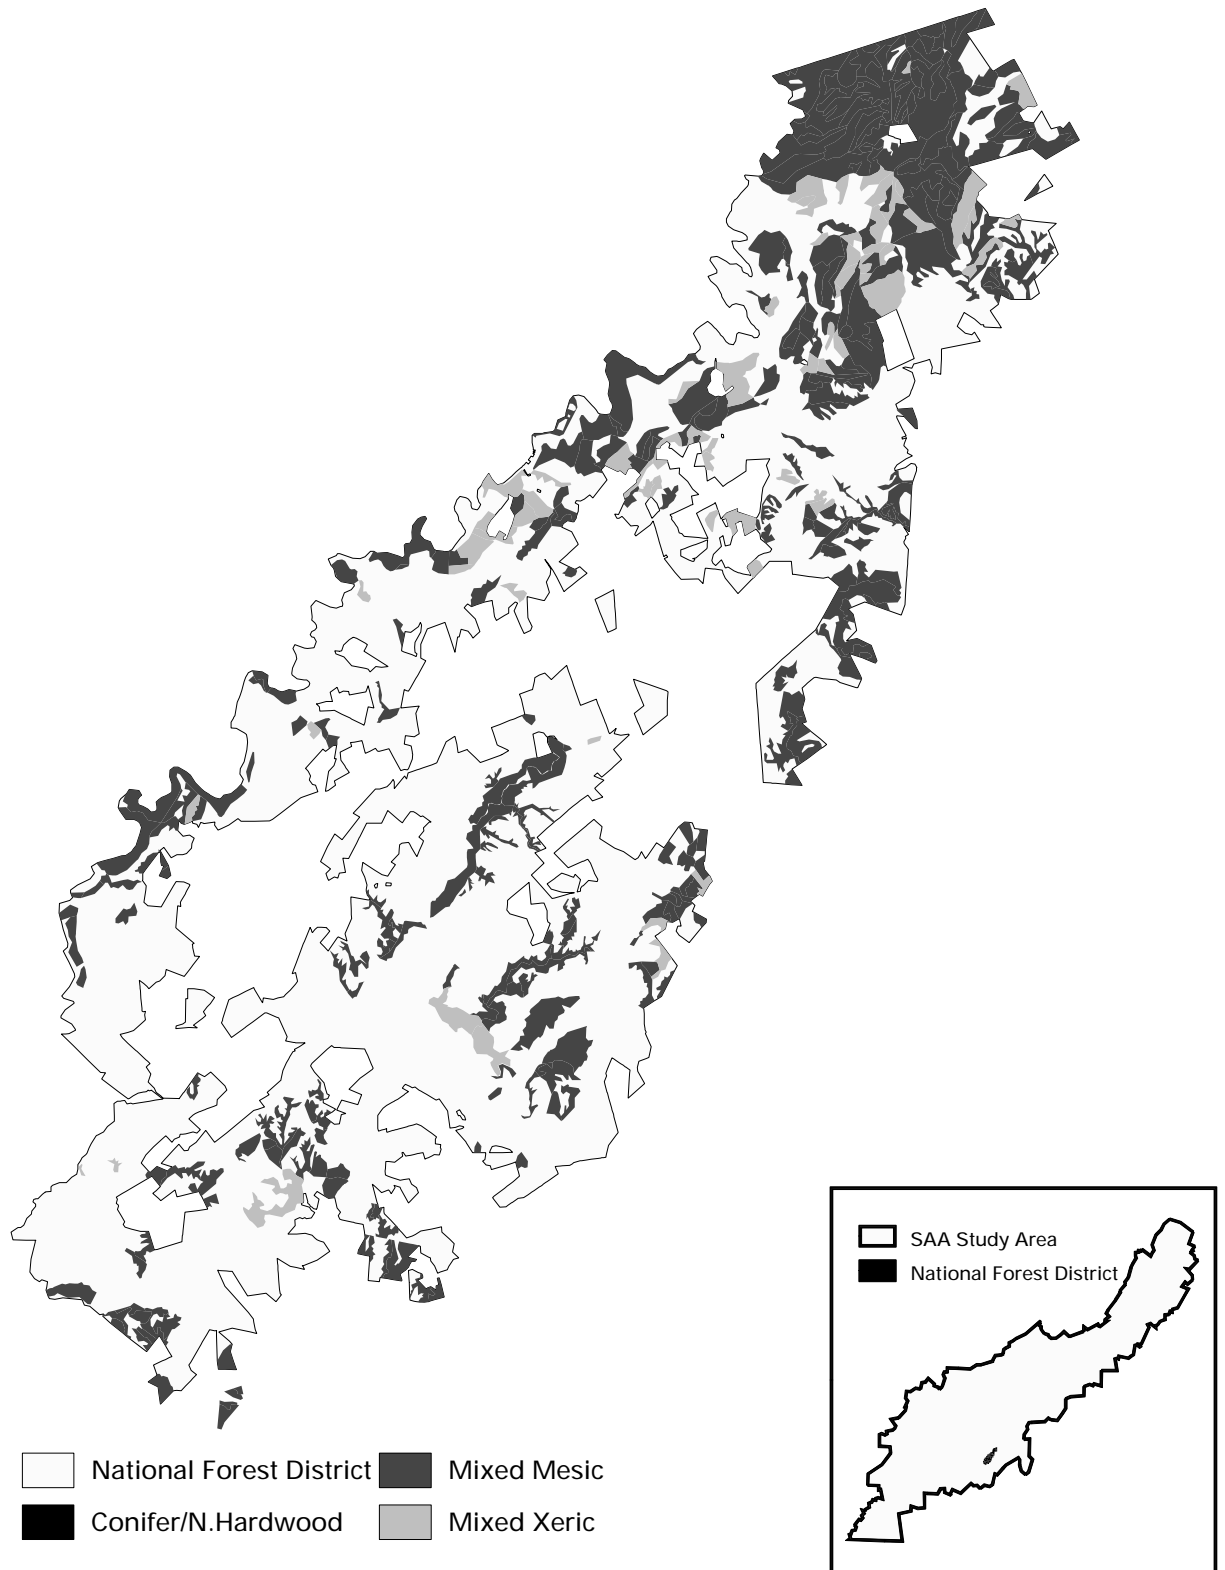 SAA Study Area
National Forest District
National Forest District
Mixed Mesic
Conifer/N.Hardwood
Mixed Xeric